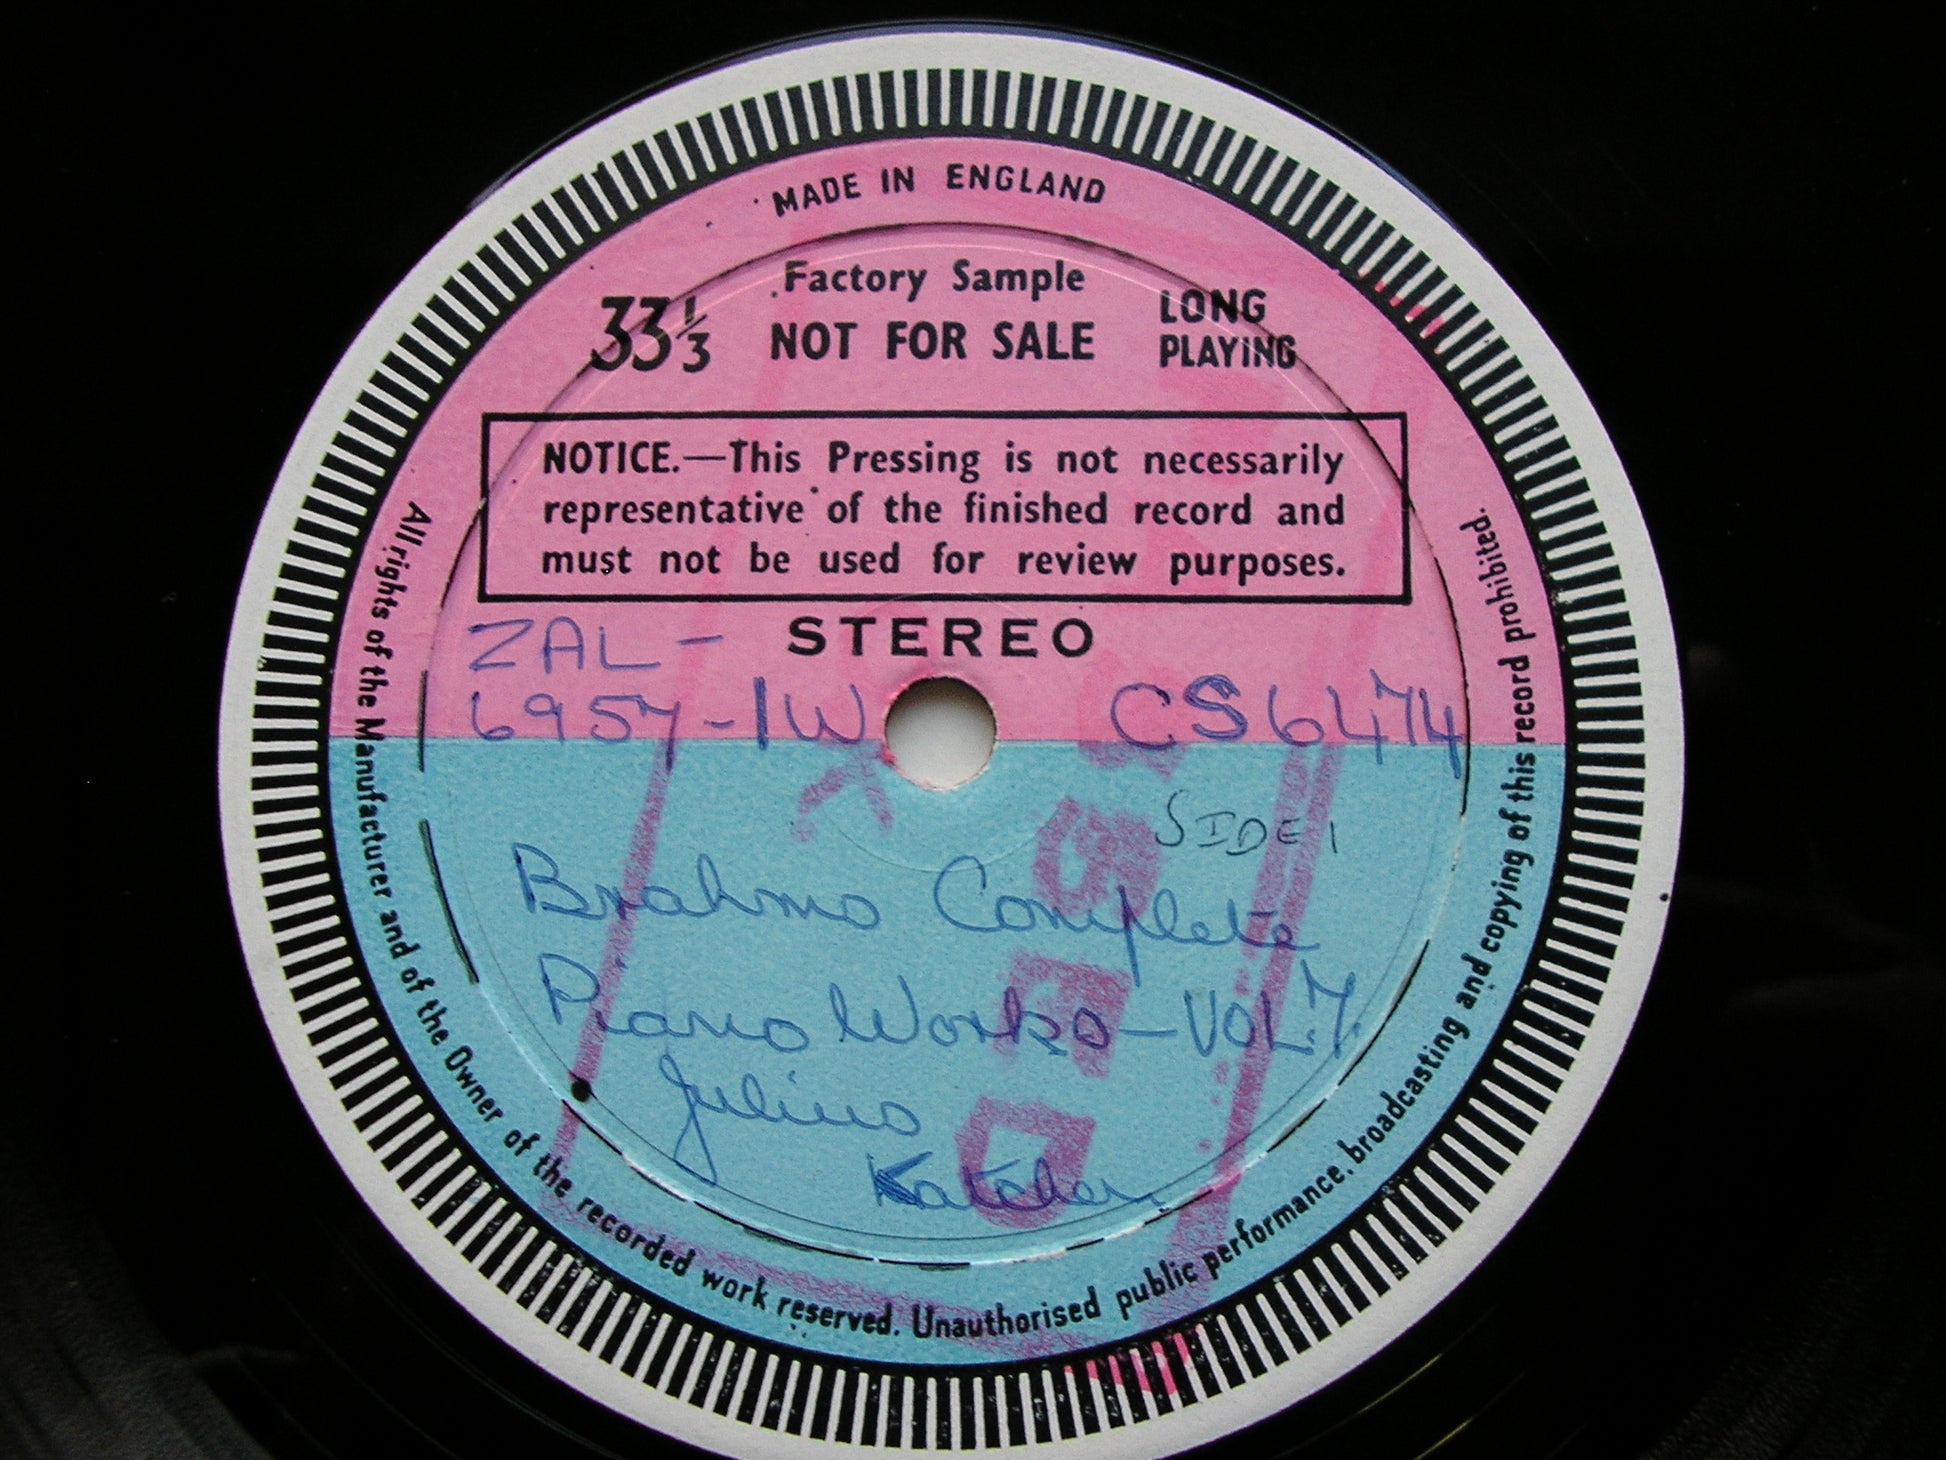 MADE IN ENGLAND
Factory Sample
33 1/3 NOT FOR SALE LONG PLAYING
NOTICE.—This Pressing is not necessarily
representative of the finished record and
must not be used for review purposes.
STEREO
ZAL-
6957-1W CS6474
SIDE 1
Brahms Complete
Piano Works-VOL.7.
Julius
Katchen
All rights of the Manufacturer and of the Owner of the recorded work reserved. Unauthorised public performance, broadcasting and copying of this record prohibited.